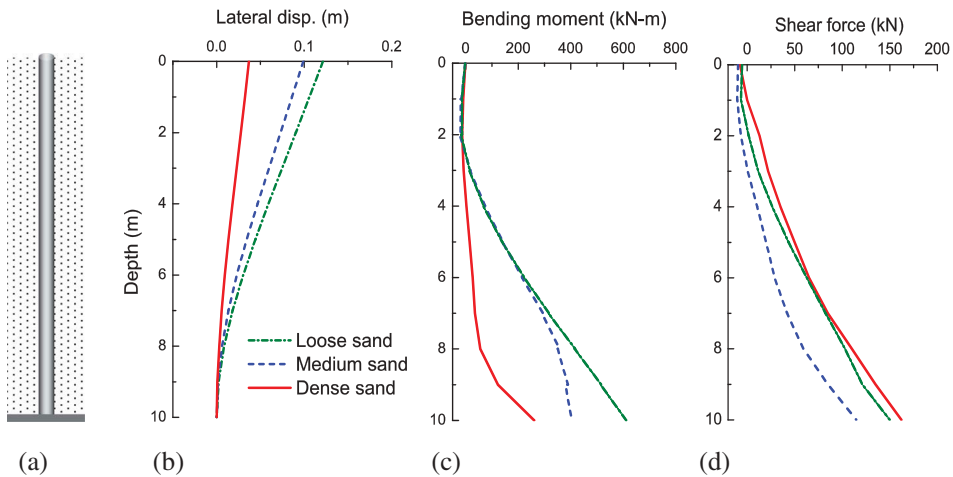 Lateral disp. (m)
0.0 0.1 0.2
0
2
4
6
8
10
Depth (m)
Loose sand
Medium sand
Dense sand
Bending moment (kN-m)
0 200 400 600 800
0
2
4
6
8
10
Shear force (kN)
0 50 100 150 200
0
2
4
6
8
10
(a) (b) (c) (d)